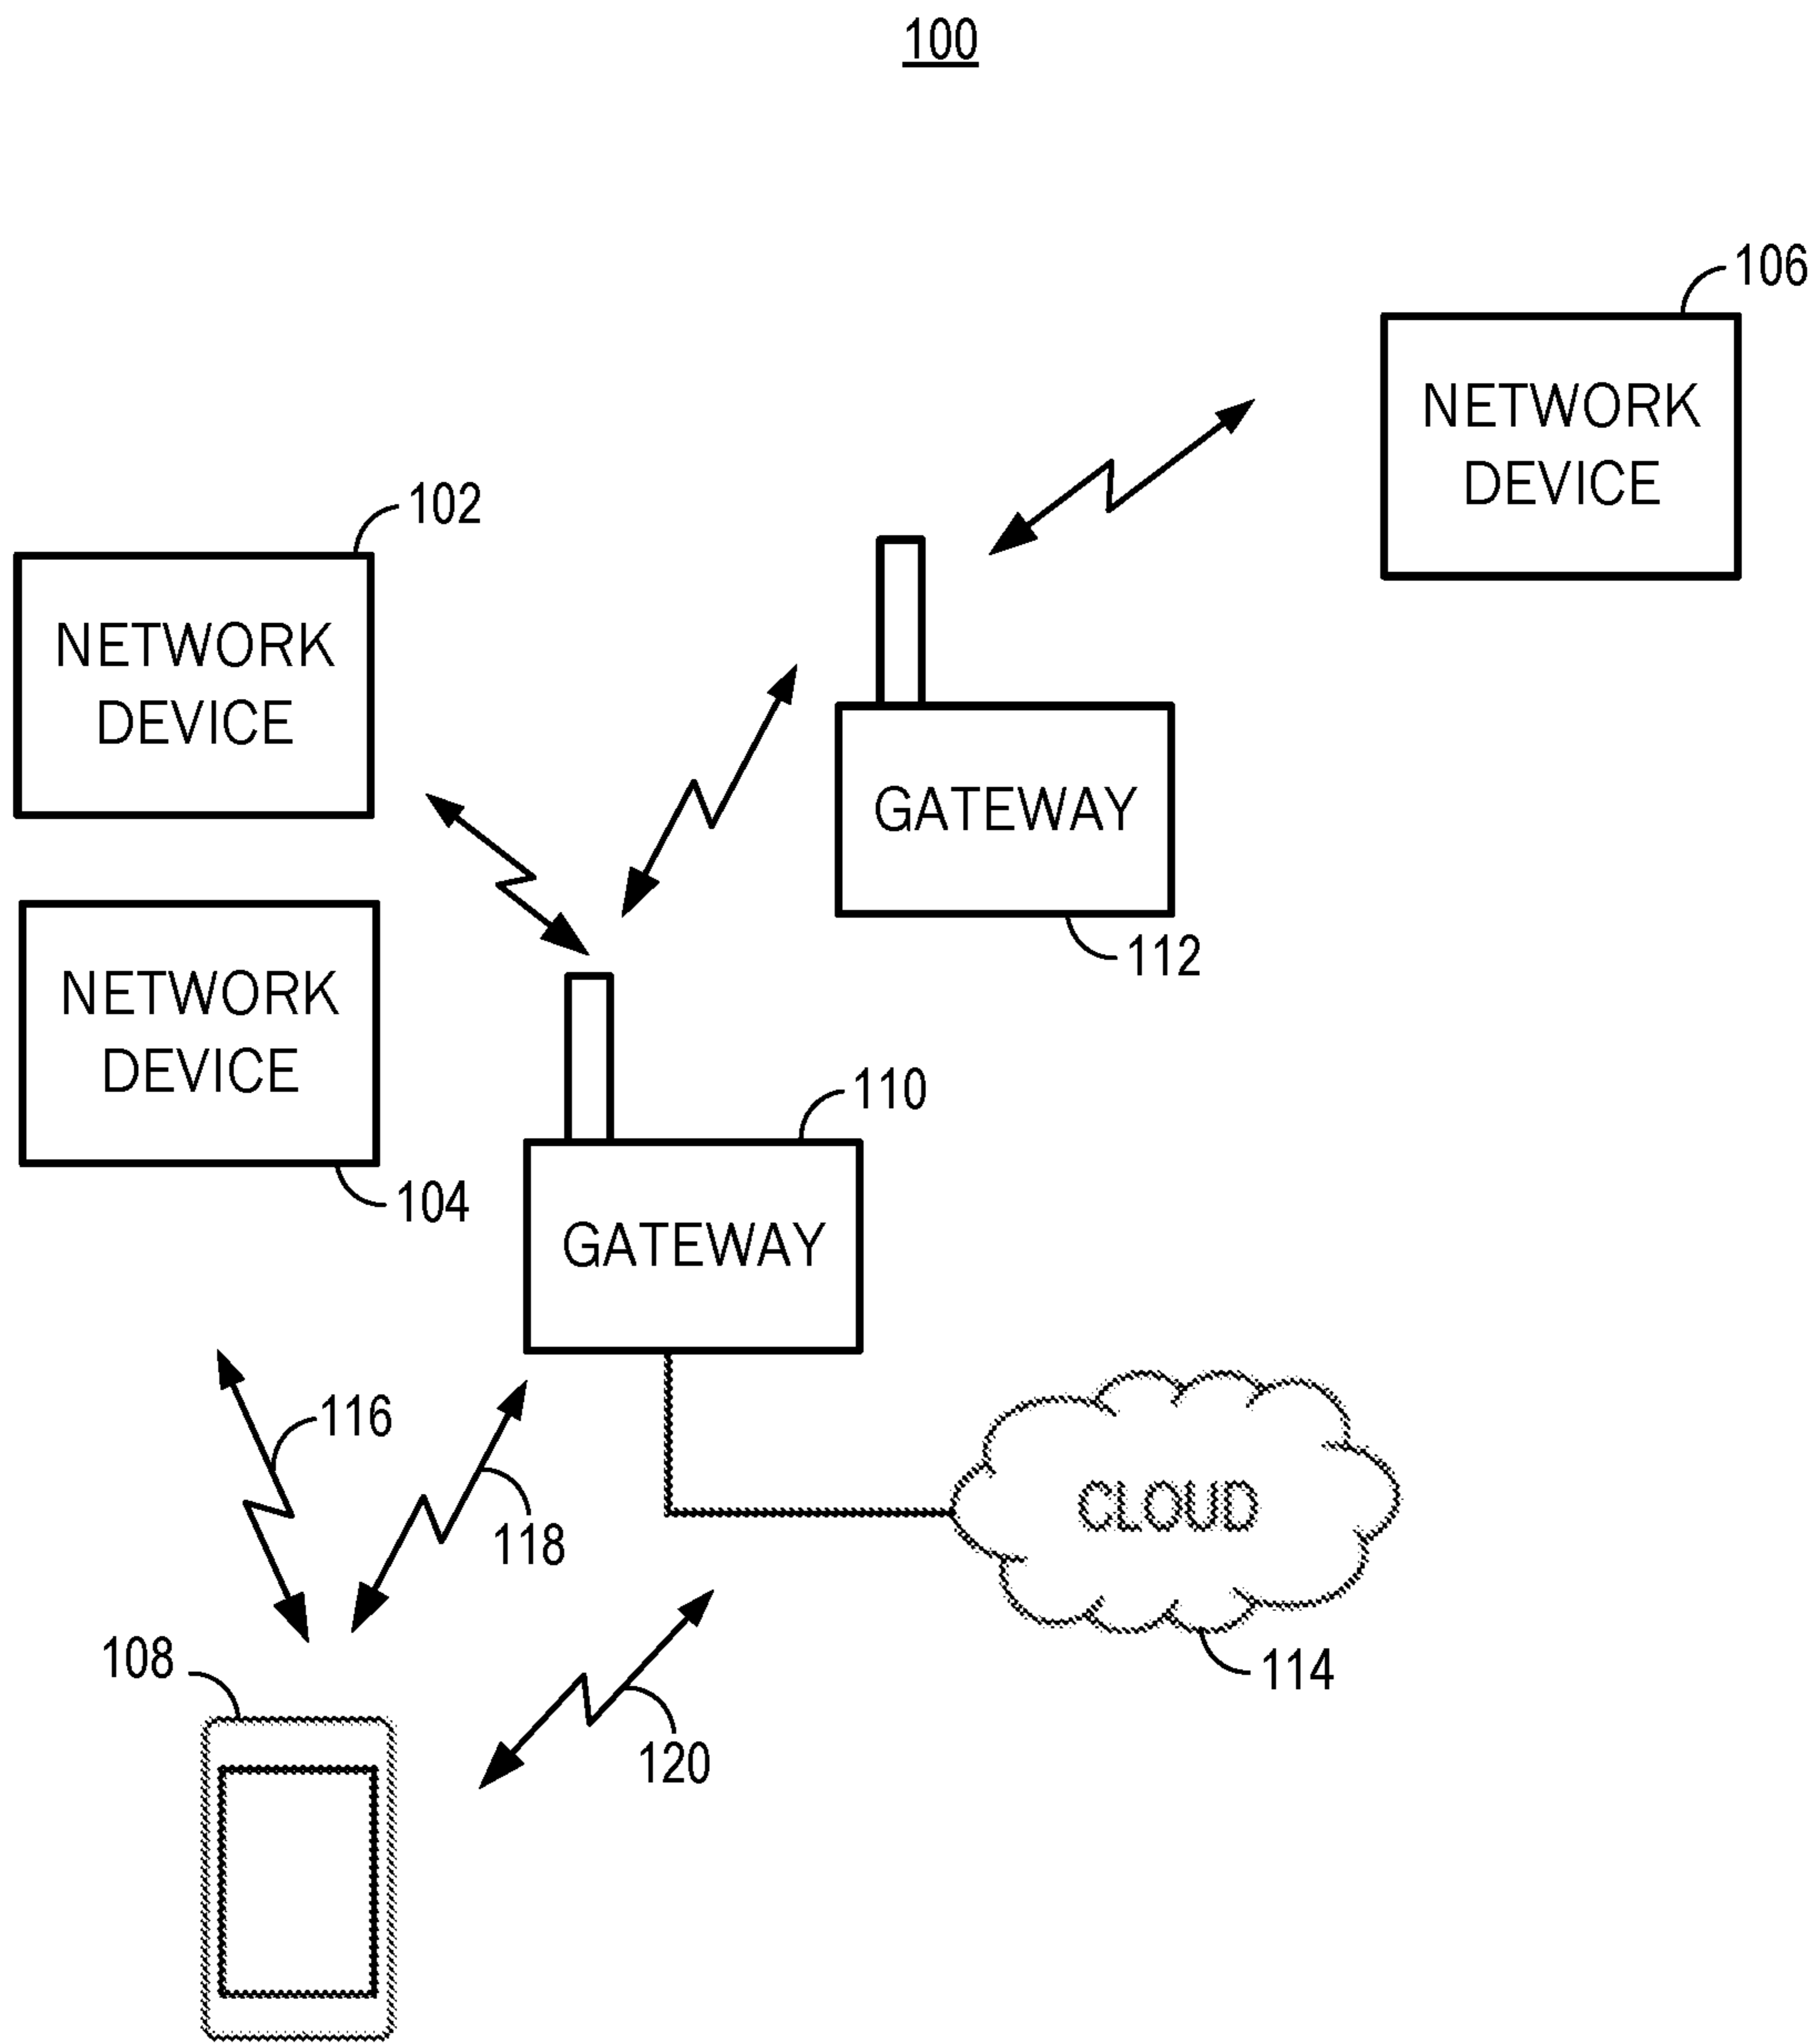 100
106
NETWORK
DEVICE
102
NETWORK
DEVICE
GATEWAY
112
NETWORK
DEVICE
104
110
GATEWAY
116
118
CLOUD
114
108
120